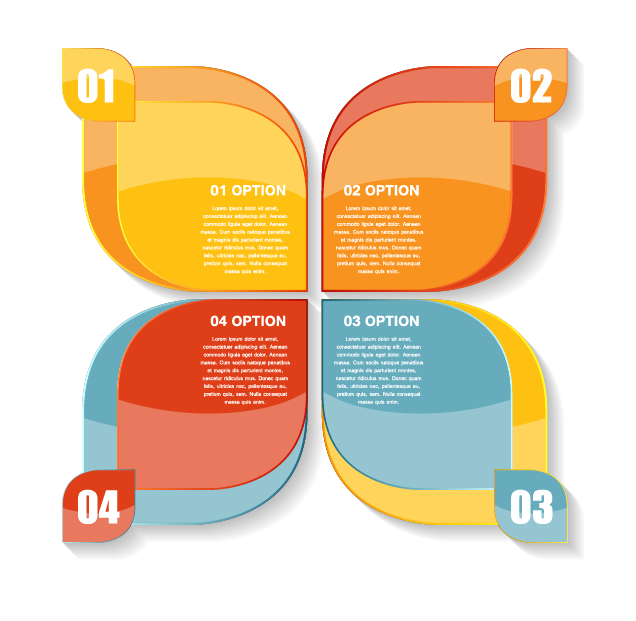 01
01 OPTION
Lorem ipsum dolor sit amet,
consectetuer adipiscing elit. Aenean
commodo ligula eget dolor. Aenean
massa. Cum sociis natoque penatibus
et magnis dis parturient montes,
nascetur ridiculus mus. Donec quam
felis, ultricies nec, pellentesque eu,
pretium quis, sem. Nulla consequat
massa quis enim.
02
02 OPTION
Lorem ipsum dolor sit amet,
consectetuer adipiscing elit. Aenean
commodo ligula eget dolor. Aenean
massa. Cum sociis natoque penatibus
et magnis dis parturient montes,
nascetur ridiculus mus. Donec quam
felis, ultricies nec, pellentesque eu,
pretium quis, sem. Nulla consequat
massa quis enim.
04 OPTION
Lorem ipsum dolor sit amet,
consectetuer adipiscing elit. Aenean
commodo ligula eget dolor. Aenean
massa. Cum sociis natoque penatibus
et magnis dis parturient montes,
nascetur ridiculus mus. Donec quam
felis, ultricies nec, pellentesque eu,
pretium quis, sem. Nulla consequat
massa quis enim.
04
03 OPTION
Lorem ipsum dolor sit amet,
consectetuer adipiscing elit. Aenean
commodo ligula eget dolor. Aenean
massa. Cum sociis natoque penatibus
et magnis dis parturient montes,
nascetur ridiculus mus. Donec quam
felis, ultricies nec, pellentesque eu,
pretium quis, sem. Nulla consequat
massa quis enim.
03